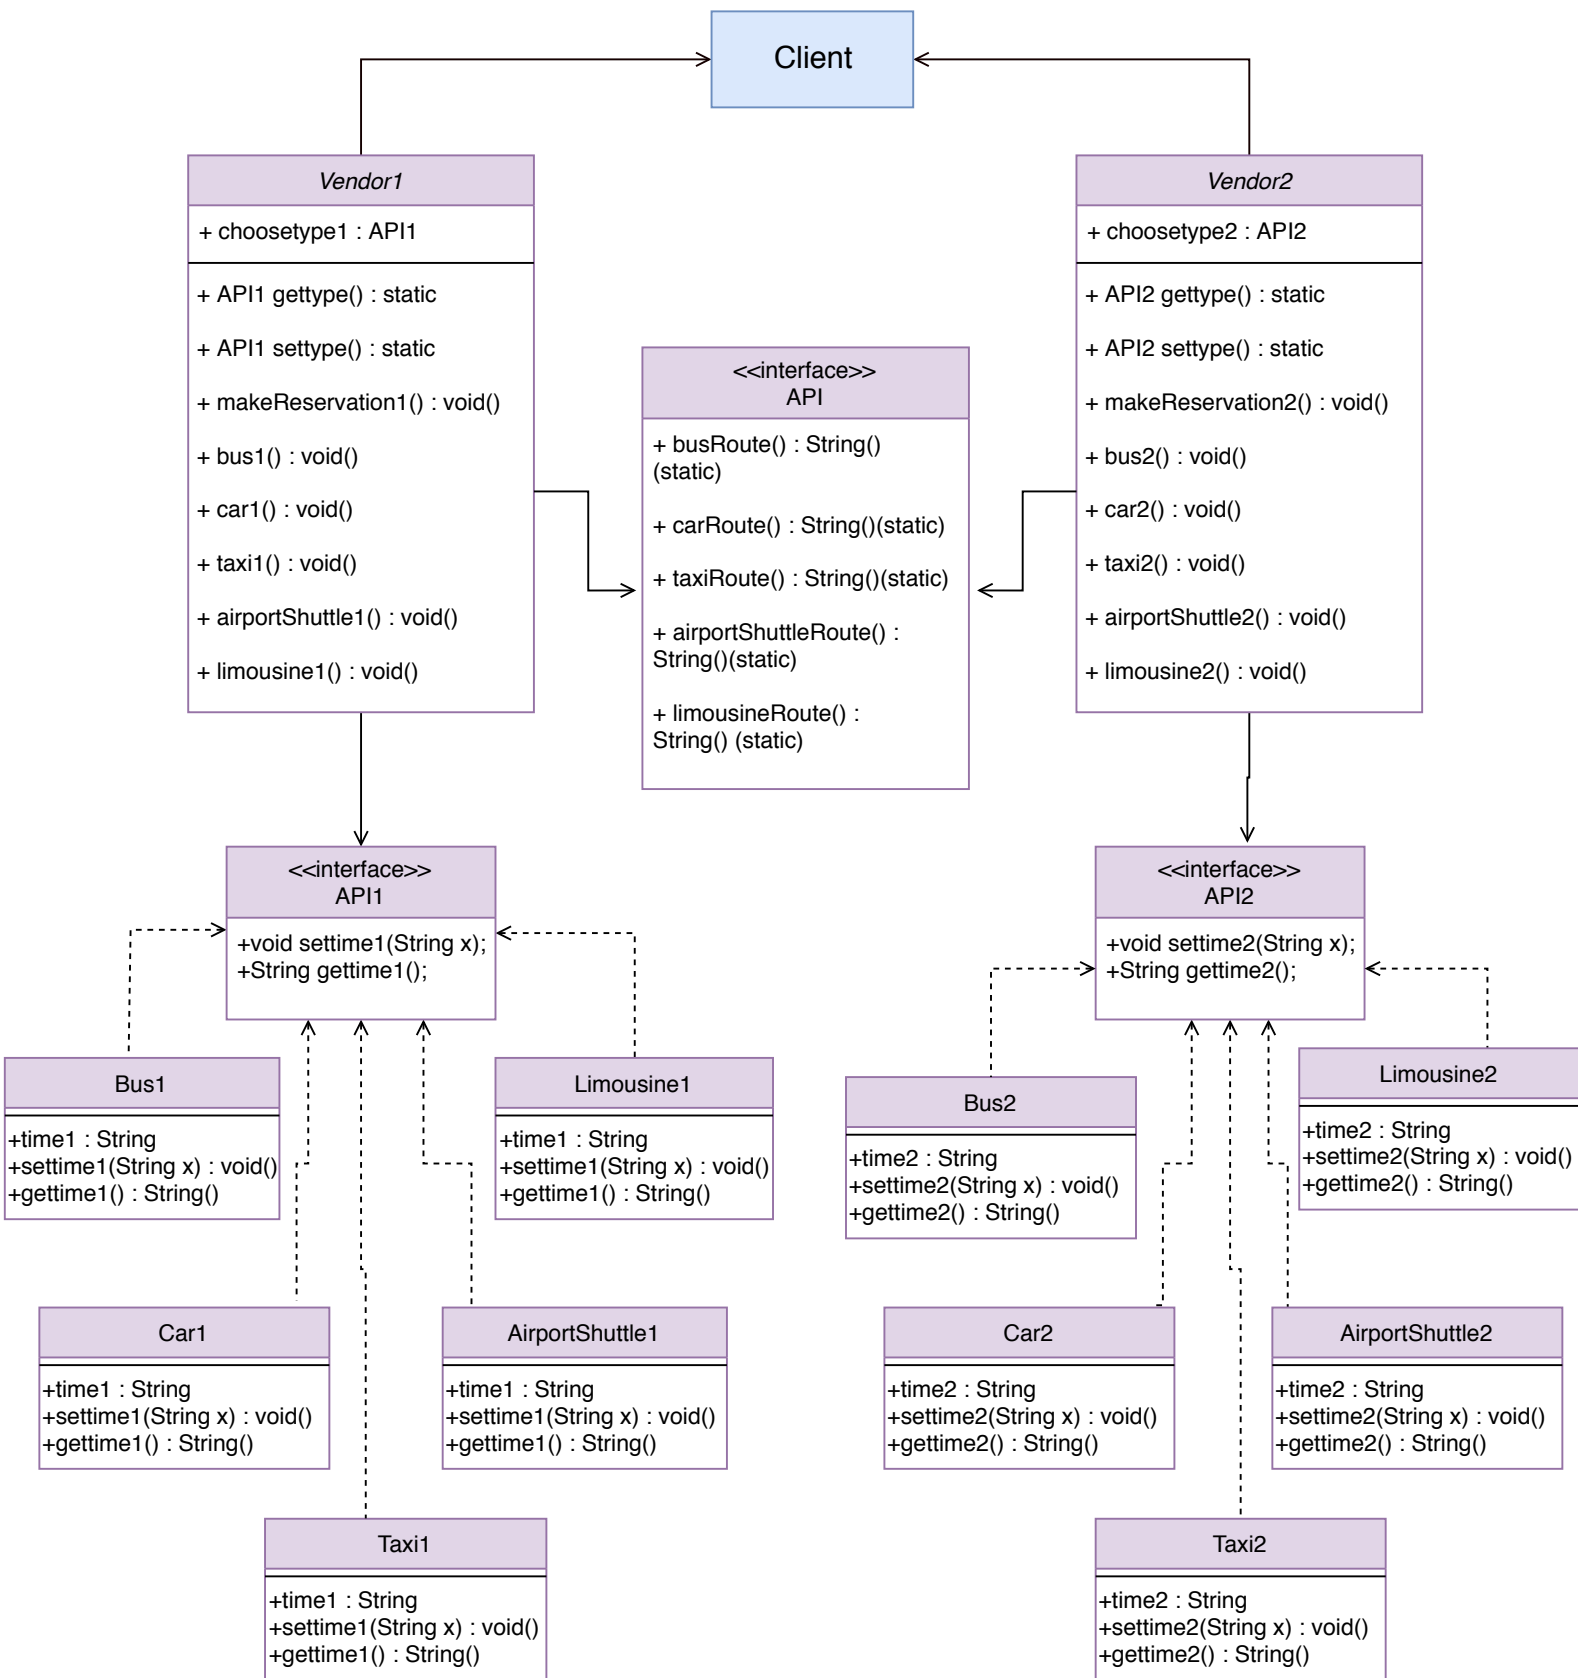 Client
Vendor1
+ choosetype1 : API1
+ API1 gettype() : static
+ API1 settype() : static
+ makeReservation1() : void()
+ bus1() : void()
+ car1() : void()
+ taxi1() : void()
+ airportShuttle1() : void()
+ limousine1() : void()
<<interface>>
API
+ busRoute() : String()
(static)
+ carRoute() : String()(static)
+ taxiRoute() : String()(static)
+ airportShuttleRoute() :
String()(static)
+ limousineRoute() :
String() (static)
Vendor2
+ choosetype2 : API2
+ API2 gettype() : static
+ API2 settype() : static
+ makeReservation2() : void()
+ bus2() : void()
+ car2() : void()
+ taxi2() : void()
+ airportShuttle2() : void()
+ limousine2() : void()
<<interface>>
API1
+void settime1(String x);
+String gettime1();
<<interface>>
API2
+void settime2(String x);
+String gettime2();
Bus1
+time1 : String
+settime1(String x) : void()
+gettime1() : String()
Limousine1
+time1 : String
+settime1(String x) : void()
+gettime1() : String()
Bus2
+time2 : String
+settime2(String x) : void()
+gettime2() : String()
Limousine2
+time2 : String
+settime2(String x) : void()
+gettime2() : String()
Car1
+time1 : String
+settime1(String x) : void()
+gettime1() : String()
AirportShuttle1
+time1 : String
+settime1(String x) : void()
+gettime1() : String()
Car2
+time2 : String
+settime2(String x) : void()
+gettime2() : String()
AirportShuttle2
+time2 : String
+settime2(String x) : void()
+gettime2() : String()
Taxi1
+time1 : String
+settime1(String x) : void()
+gettime1() : String()
Taxi2
+time2 : String
+settime2(String x) : void()
+gettime2() : String()